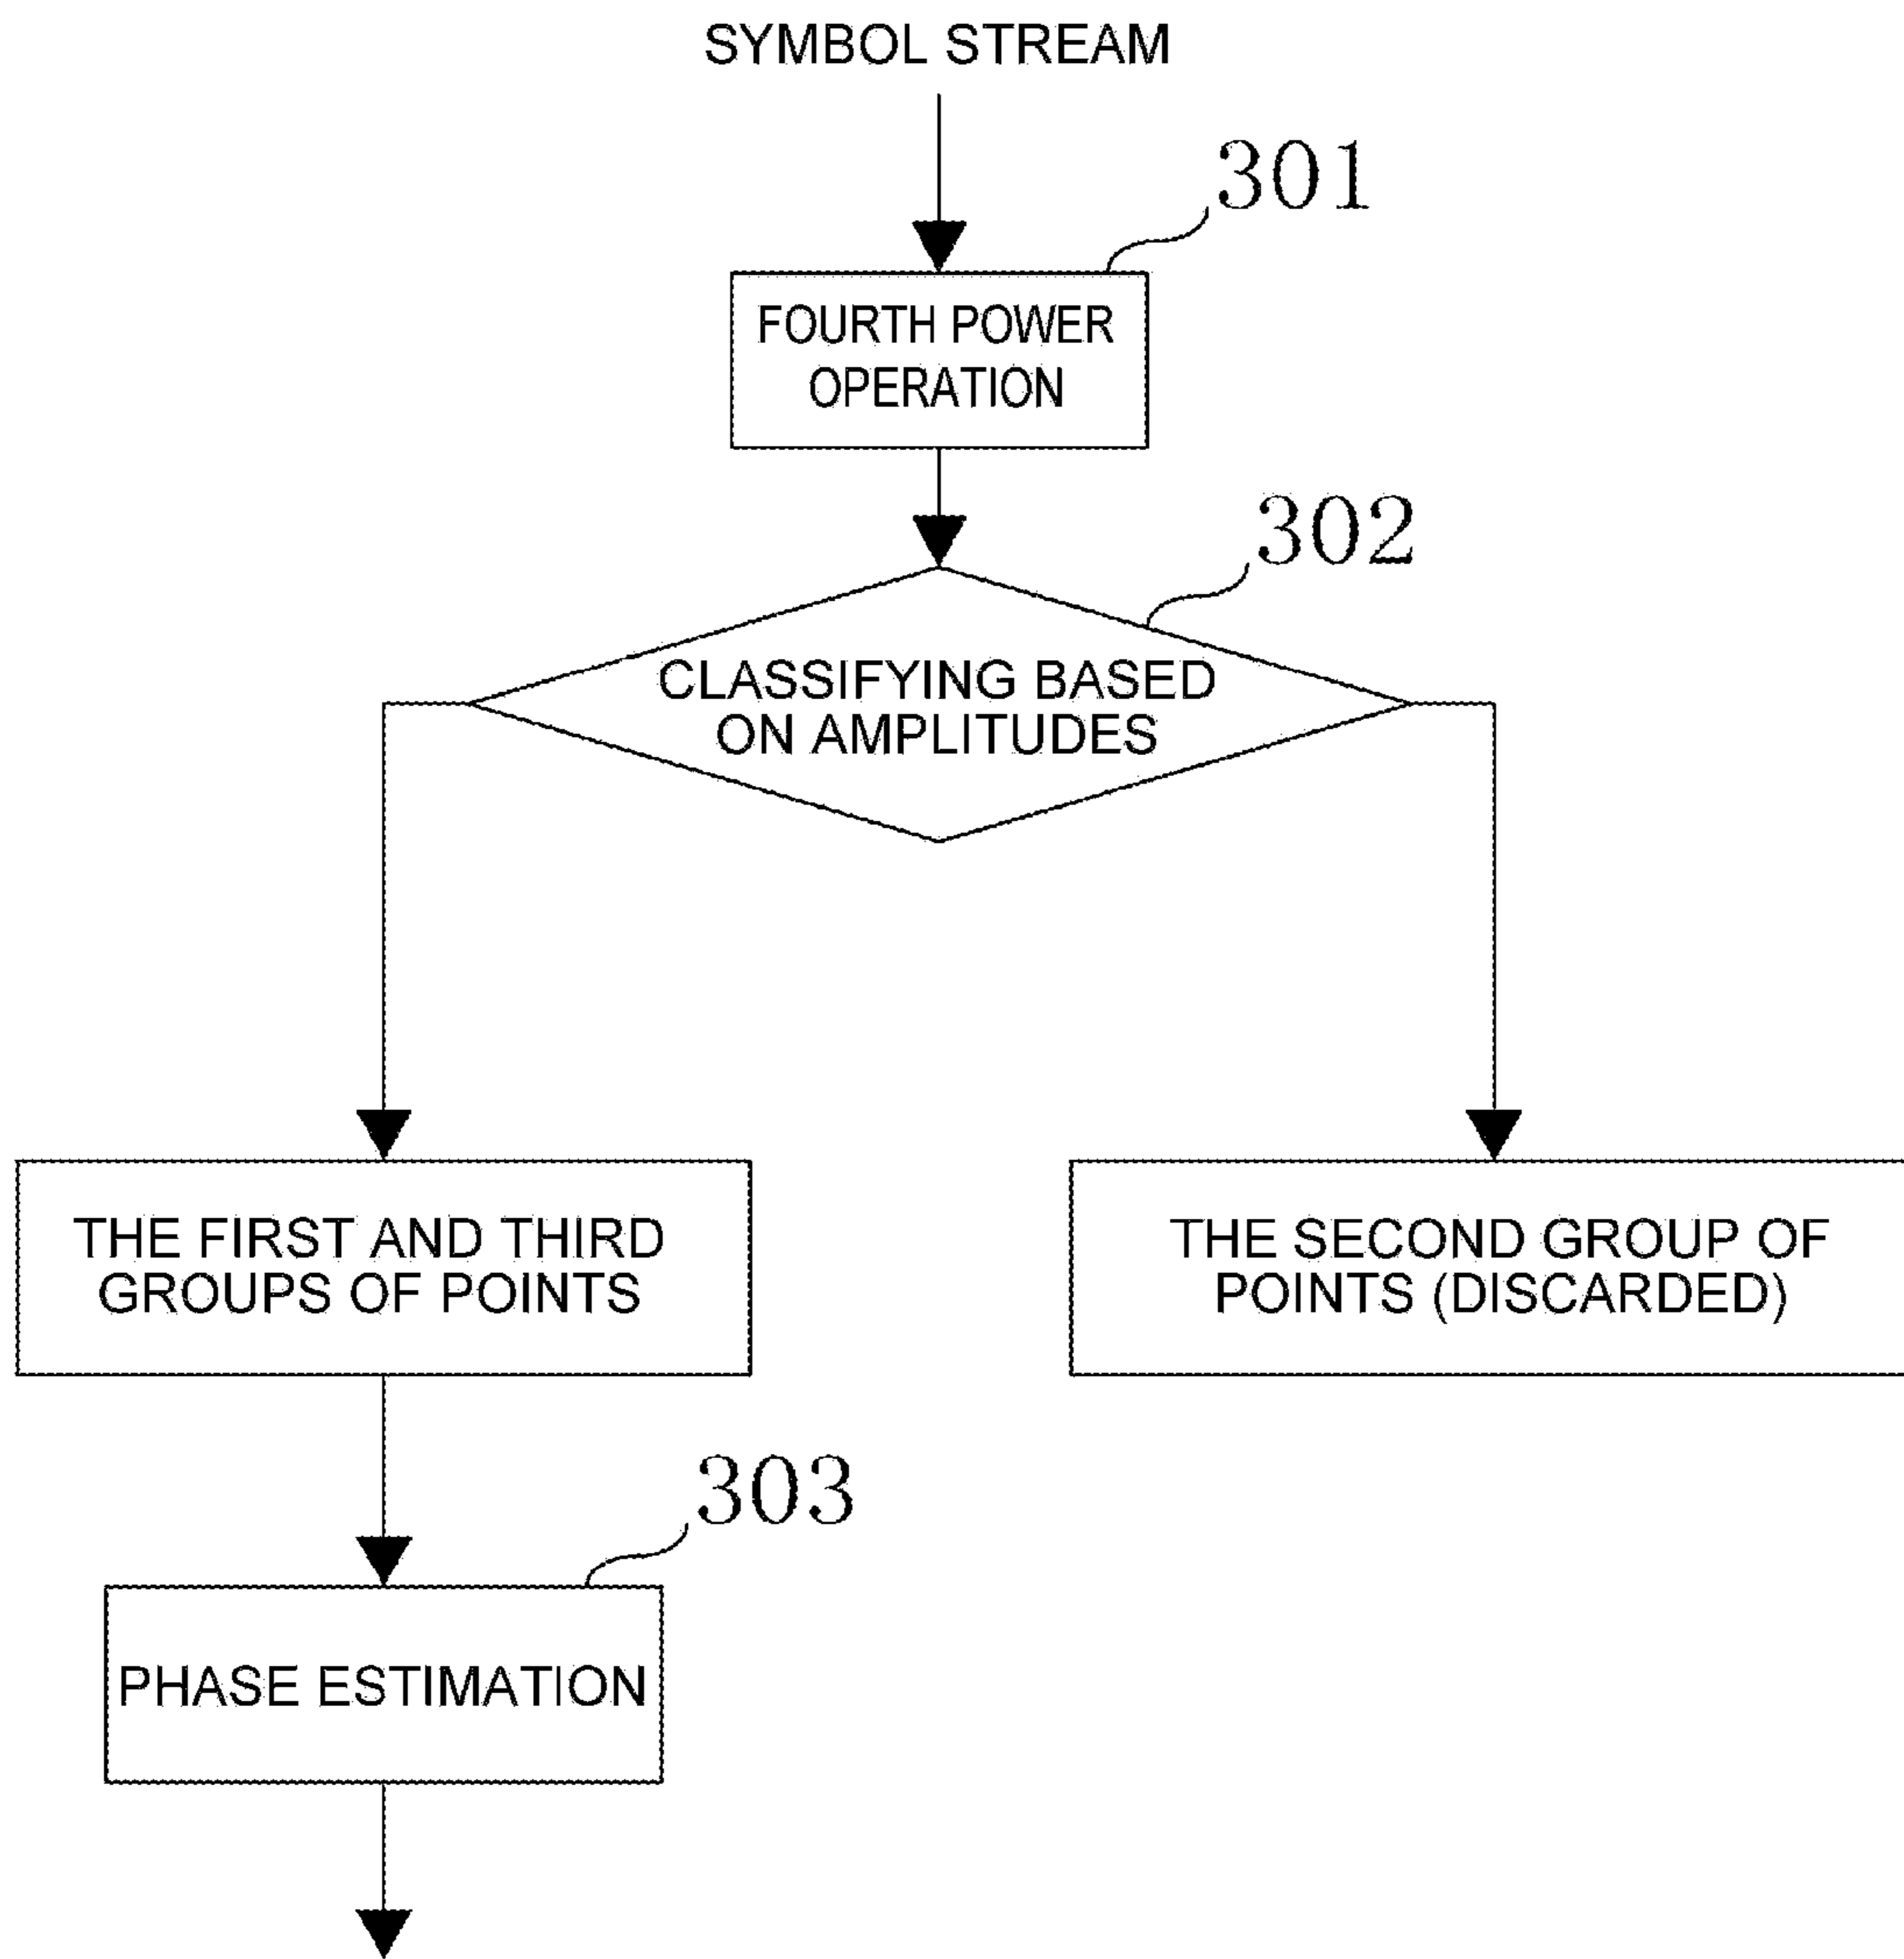 SYMBOL STREAM
301
FOURTH POWER
OPERATION
302
CLASSIFYING BASED
ON AMPLITUDES
THE FIRST AND THIRD
GROUPS OF POINTS
THE SECOND GROUP OF
POINTS (DISCARDED)
303
PHASE ESTIMATION